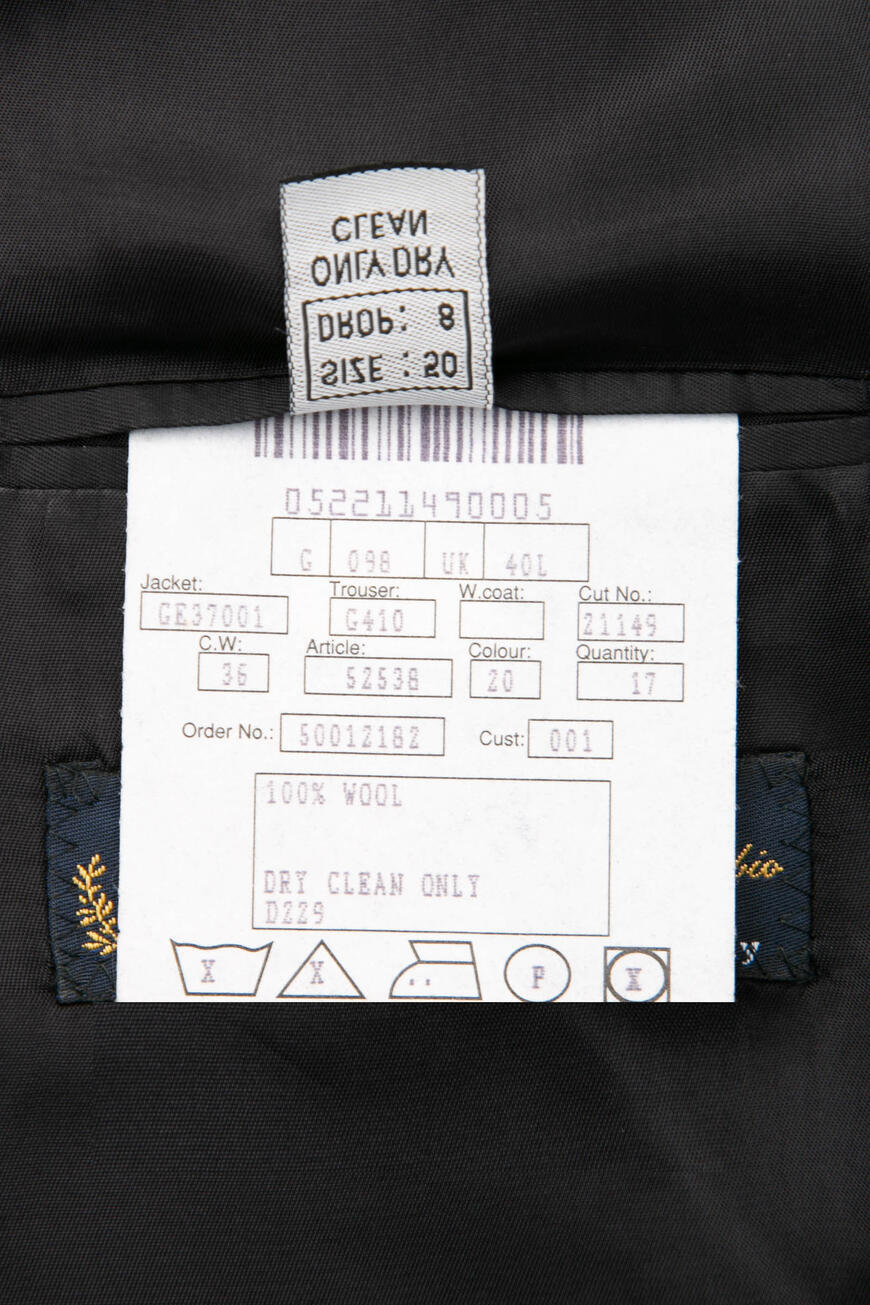 SIZE : 50
DROP: 8
ONLY DRY
CLEAN
052211490005
G 098 UK 40L
Jacket: Trouser: W.coat: Cut No.:
GE37001 G410 21149
C.W: Article: Colour: Quantity:
36 52538 20 17
Order No.: 50012182 Cust: 001
100% WOOL
DRY CLEAN ONLY
D229
X X P X